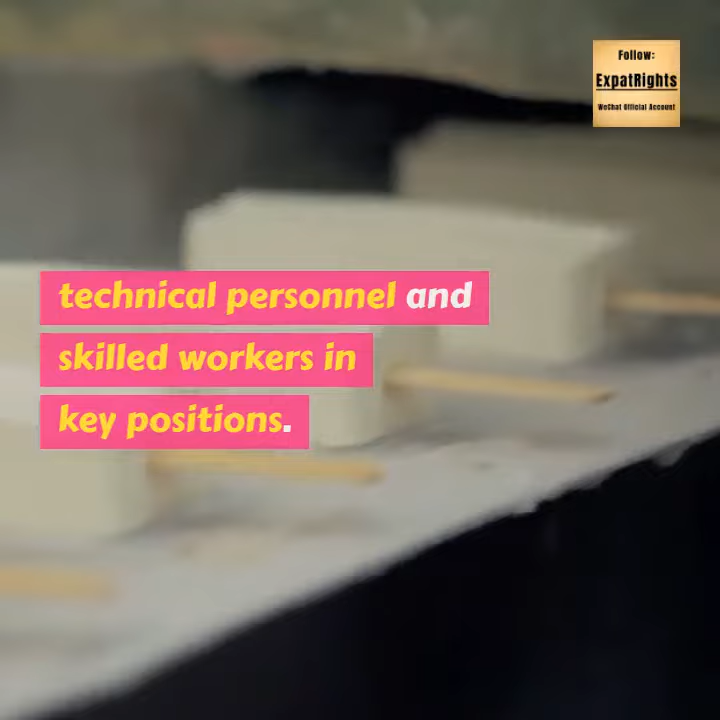 Follow:
ExpatRights
WeChat Official Account
technical personnel and
skilled workers in
key positions.